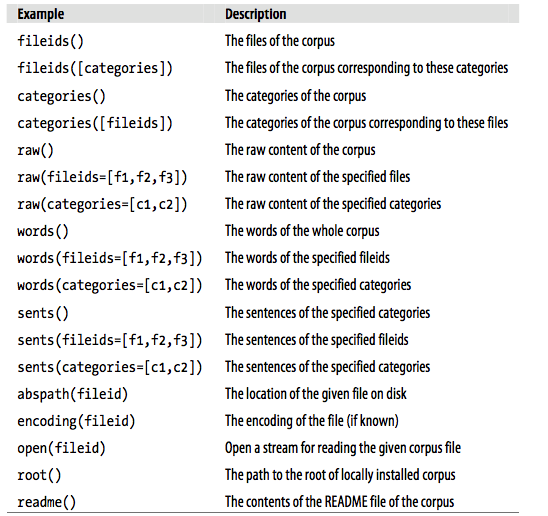 Example Description
fileids() The files of the corpus
fileids([categories]) The files of the corpus corresponding to these categories
categories() The categories of the corpus
categories([fileids]) The categories of the corpus corresponding to these files
raw() The raw content of the corpus
raw(fileids=[f1,f2,f3]) The raw content of the specified files
raw(categories=[c1,c2]) The raw content of the specified categories
words() The words of the whole corpus
words(fileids=[f1,f2,f3]) The words of the specified fileids
words(categories=[c1,c2]) The words of the specified categories
sents() The sentences of the specified categories
sents(fileids=[f1,f2,f3]) The sentences of the specified fileids
sents(categories=[c1,c2]) The sentences of the specified categories
abspath(fileid) The location of the given file on disk
encoding(fileid) The encoding of the file (if known)
open(fileid) Open a stream for reading the given corpus file
root() The path to the root of locally installed corpus
readme() The contents of the README file of the corpus